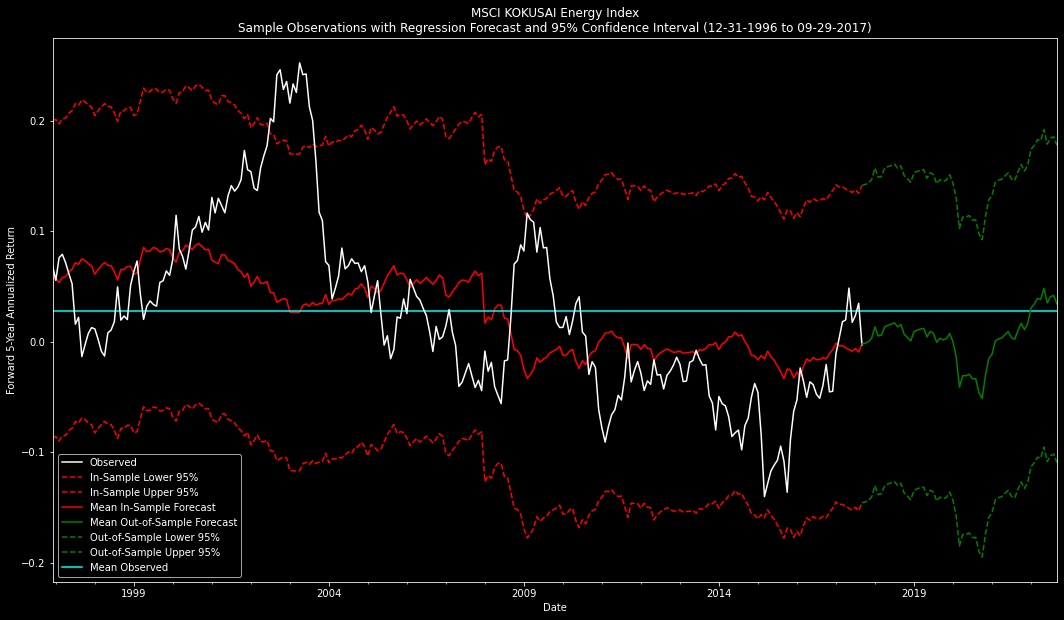 MSCI KOKUSAI Energy Index
Sample Observations with Regression Forecast and 95% Confidence Interval (12-31-1996 to 09-29-2017)
Forward 5-Year Annualized Return
0.2
0.1
0.0
−0.1
−0.2
Observed
In-Sample Lower 95%
In-Sample Upper 95%
Mean In-Sample Forecast
Mean Out-of-Sample Forecast
Out-of-Sample Lower 95%
Out-of-Sample Upper 95%
Mean Observed
1999
2004
2009
2014
2019
Date